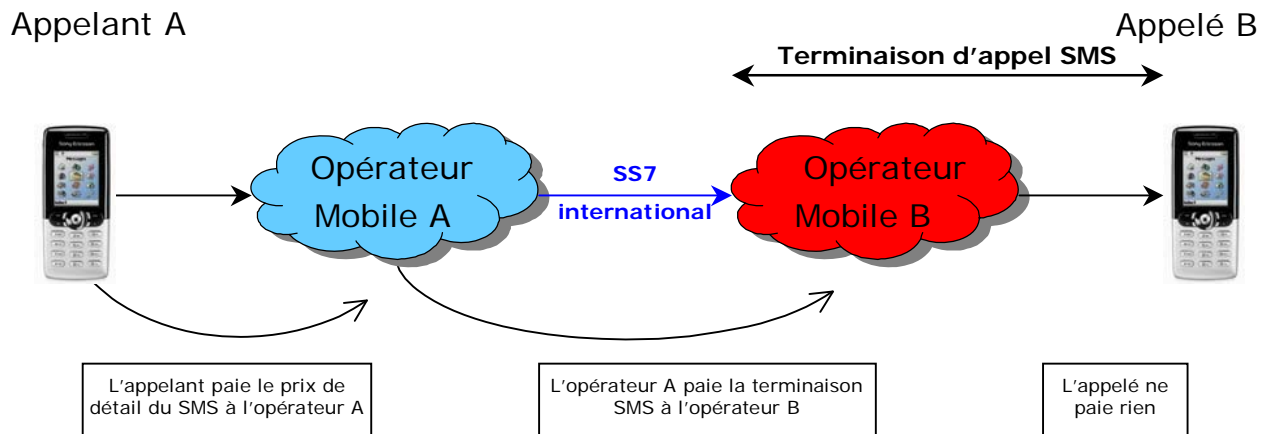 Appelant A
Appelé B
Terminaison d'appel SMS
Opérateur
Mobile A
SS7
international
Opérateur
Mobile B
L'appelant paie le prix de
détail du SMS à l'opérateur A
L'opérateur A paie la terminaison
SMS à l'opérateur B
L'appelé ne
paie rien